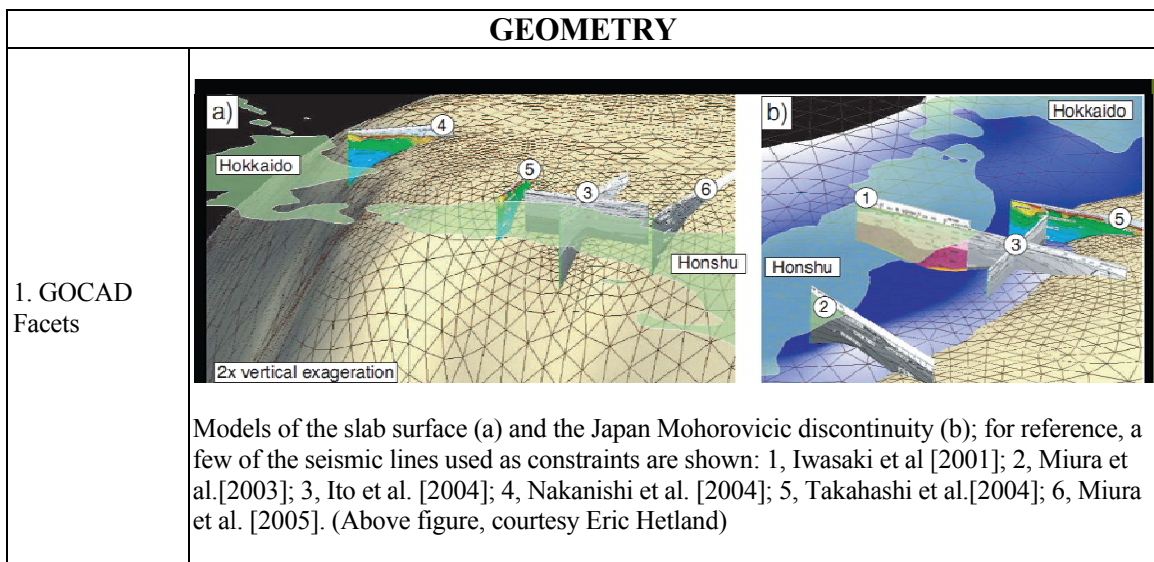 GEOMETRY
1. GOCAD
Facets
a)
4
Hokkaido
5
3
6
Honshu
2x vertical exageration
b)
Hokkaido
1
5
3
Honshu
2
Models of the slab surface (a) and the Japan Mohorovicic discontinuity (b); for reference, a
few of the seismic lines used as constraints are shown: 1, Iwasaki et al [2001]; 2, Miura et
al.[2003]; 3, Ito et al. [2004]; 4, Nakanishi et al. [2004]; 5, Takahashi et al.[2004]; 6, Miura
et al. [2005]. (Above figure, courtesy Eric Hetland)